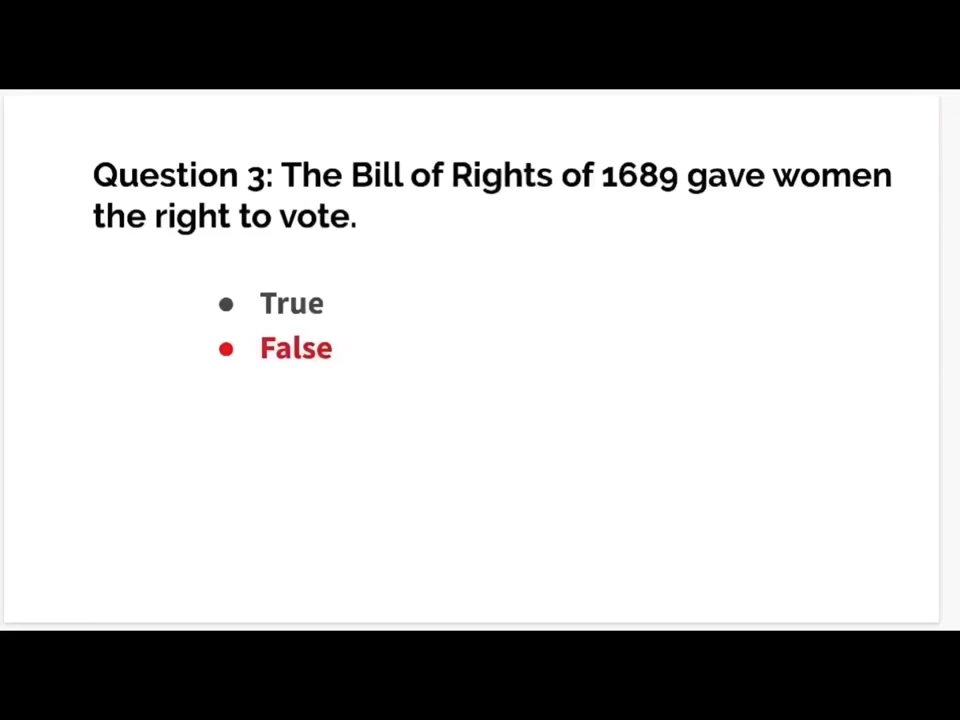 Question 3: The Bill of Rights of 1689 gave women
the right to vote.
● True
● False